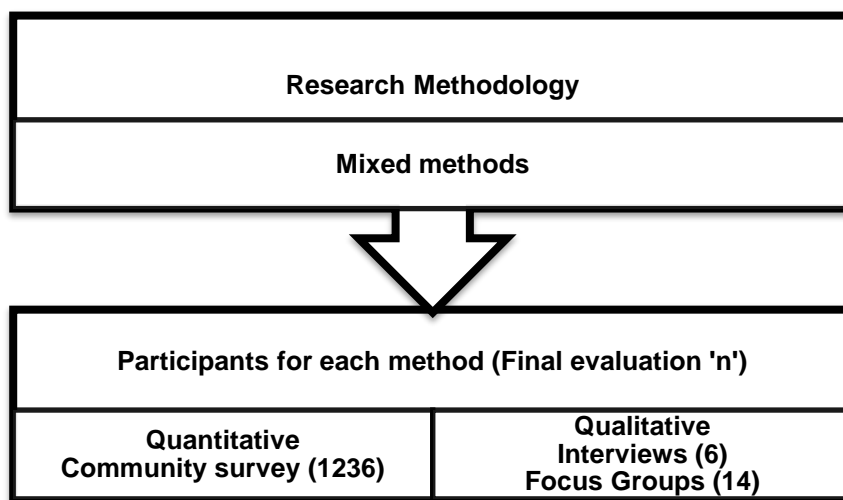 Research Methodology
Mixed methods
Participants for each method (Final evaluation 'n')
Quantitative
Community survey (1236)
Qualitative
Interviews (6)
Focus Groups (14)